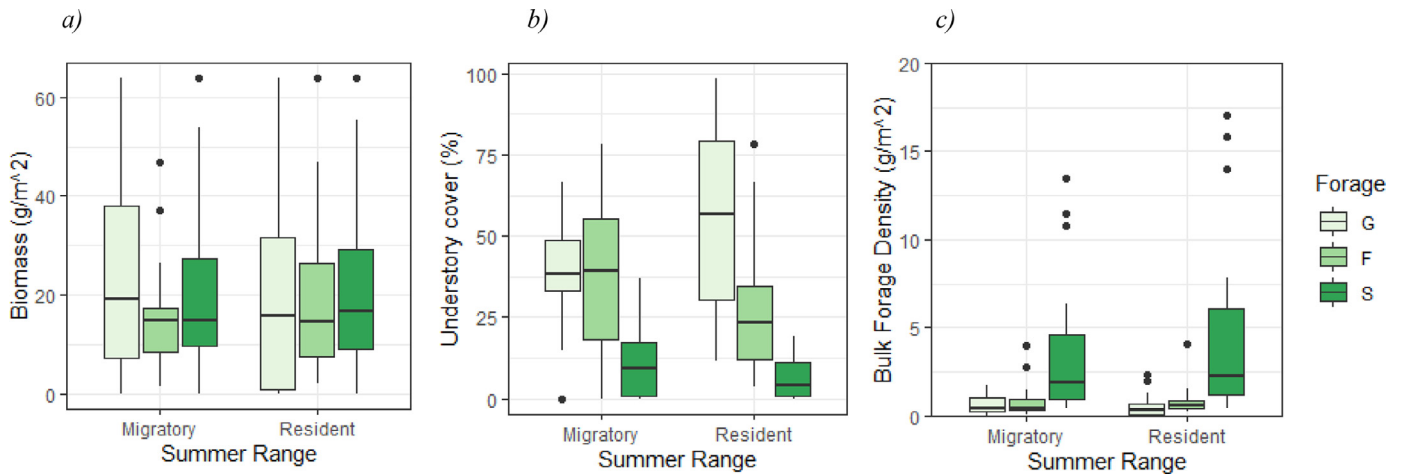 a)
Biomass (g/m^2)
60
40
20
0
Migratory
Resident
Summer Range
b)
Understory cover (%)
100
75
50
25
0
Migratory
Resident
Summer Range
c)
Bulk Forage Density (g/m^2)
20
15
10
5
0
Migratory
Resident
Summer Range
Forage
G
F
S